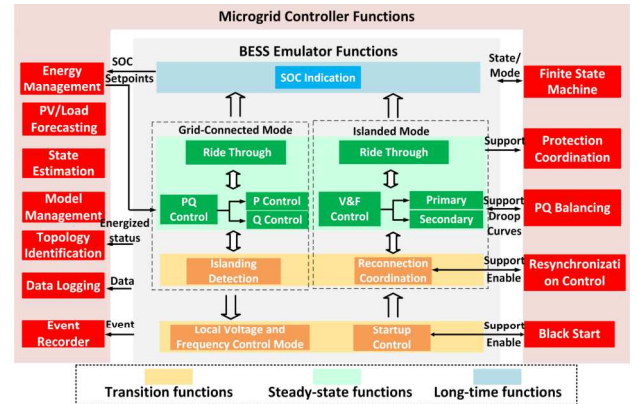 Microgrid Controller Functions
BESS Emulator Functions
Energy
Management
PV/Load
Forecasting
State
Estimation
Model
Management
Topology
Identification
Data Logging
Event
Recorder
SOC
Setpoints
Energized
status
Data
Event
SOC Indication
Grid-Connected Mode
Ride Through
PQ
Control
P Control
Q Control
Islanding
Detection
Local Voltage and
Frequency Control Mode
Islanded Mode
Ride Through
V&F
Control
Primary
Secondary
Reconnection
Coordination
Startup
Control
State/
Mode
Support
Support
Droop
Curves
Support
Enable
Support
Enable
Finite State
Machine
Protection
Coordination
PQ Balancing
Resynchronizati
on Control
Black Start
Transition functions
Steady-state functions
Long-time functions